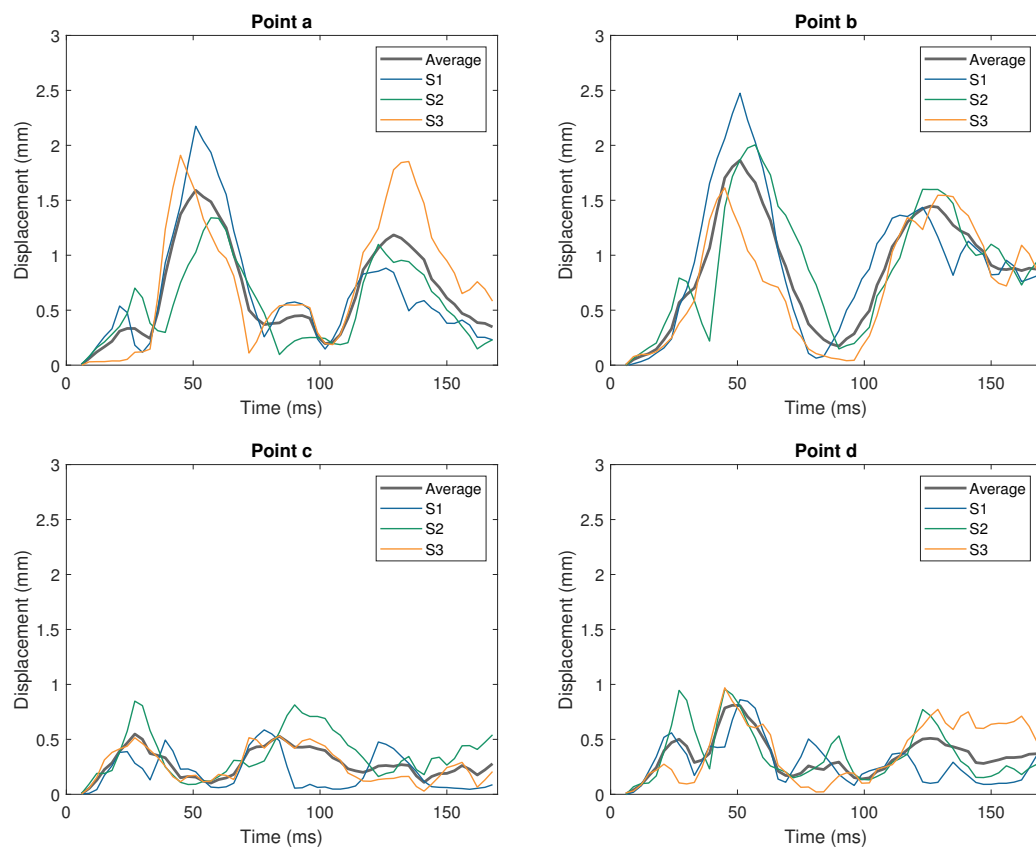 Point a
3
2.5
2
1.5
1
0.5
0
0
50
100
150
Displacement (mm)
Time (ms)
Average
S1
S2
S3
Point b
3
2.5
2
1.5
1
0.5
0
0
50
100
150
Displacement (mm)
Time (ms)
Average
S1
S2
S3
Point c
3
2.5
2
1.5
1
0.5
0
0
50
100
150
Displacement (mm)
Time (ms)
Average
S1
S2
S3
Point d
3
2.5
2
1.5
1
0.5
0
0
50
100
150
Displacement (mm)
Time (ms)
Average
S1
S2
S3